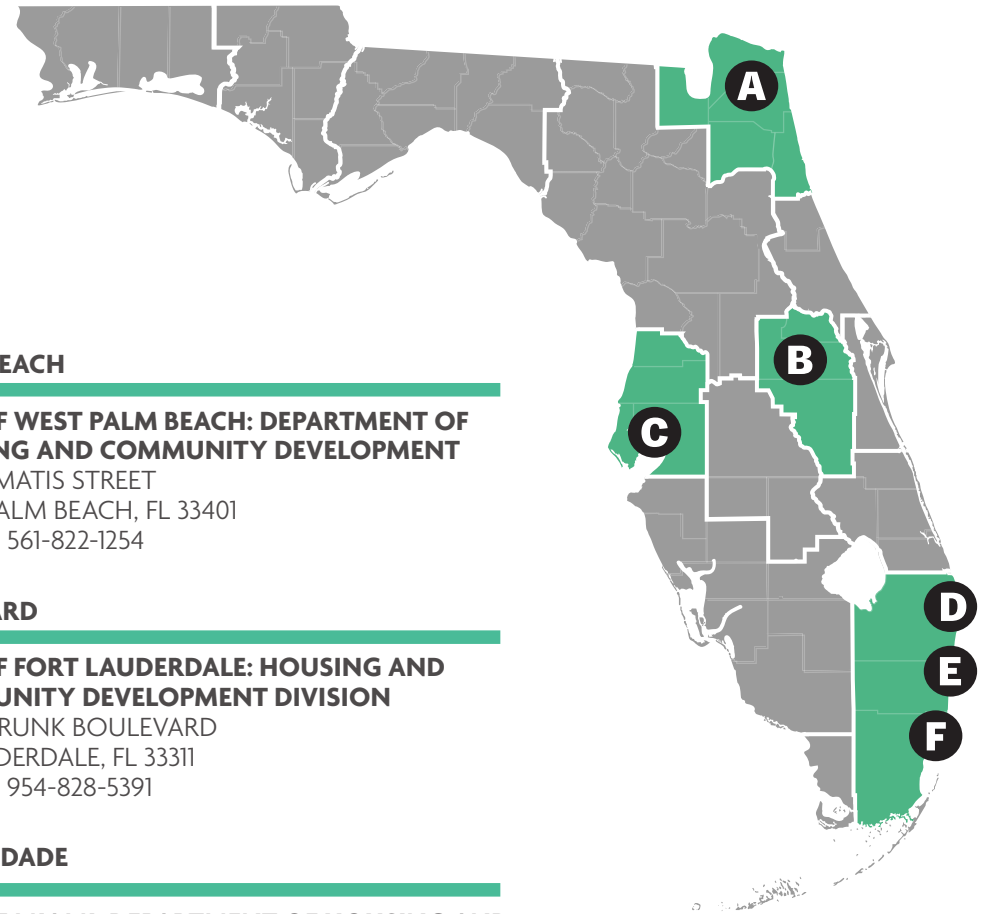 A
B
C
D
E
F
EACH
F WEST PALM BEACH: DEPARTMENT OF
NG AND COMMUNITY DEVELOPMENT
MATIS STREET
ALM BEACH, FL 33401
561-822-1254
ARD
F FORT LAUDERDALE: HOUSING AND
UNITY DEVELOPMENT DIVISION
RUNK BOULEVARD
DERDALE, FL 33311
954-828-5391
DADE